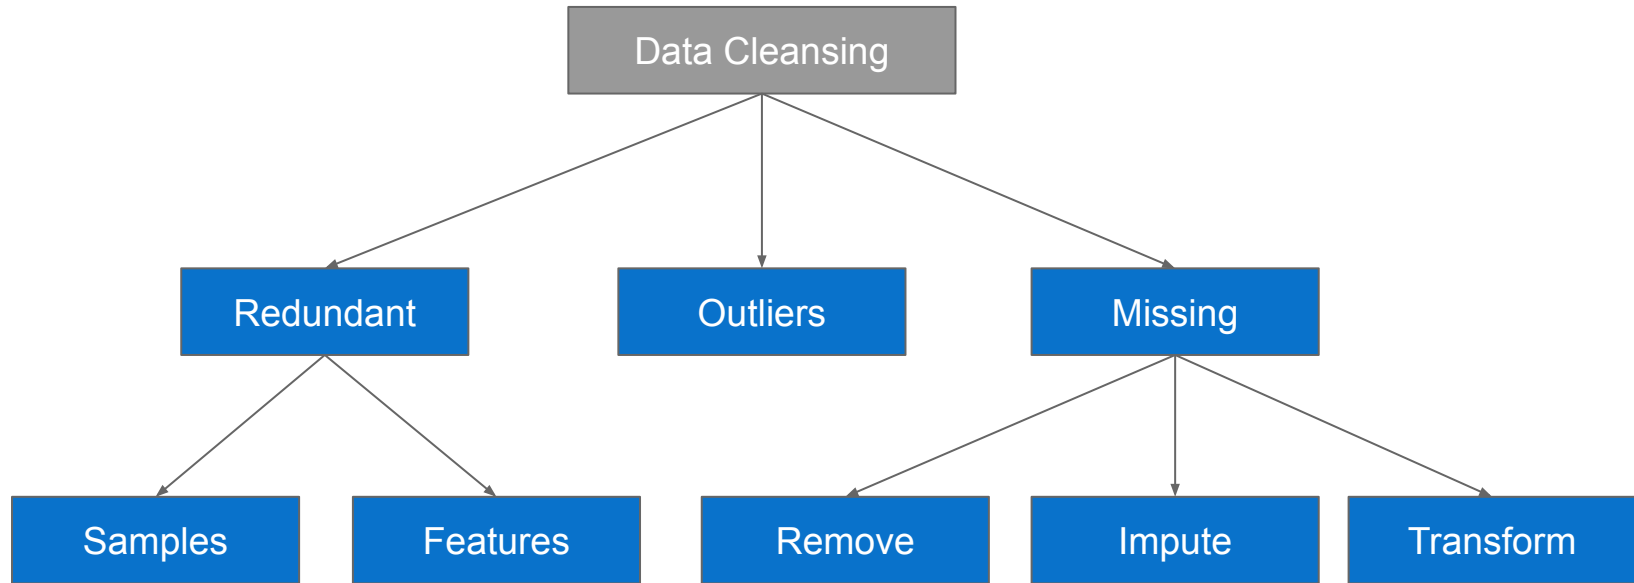 Data Cleansing
Redundant
Outliers
Missing
Samples
Features
Remove
Impute
Transform